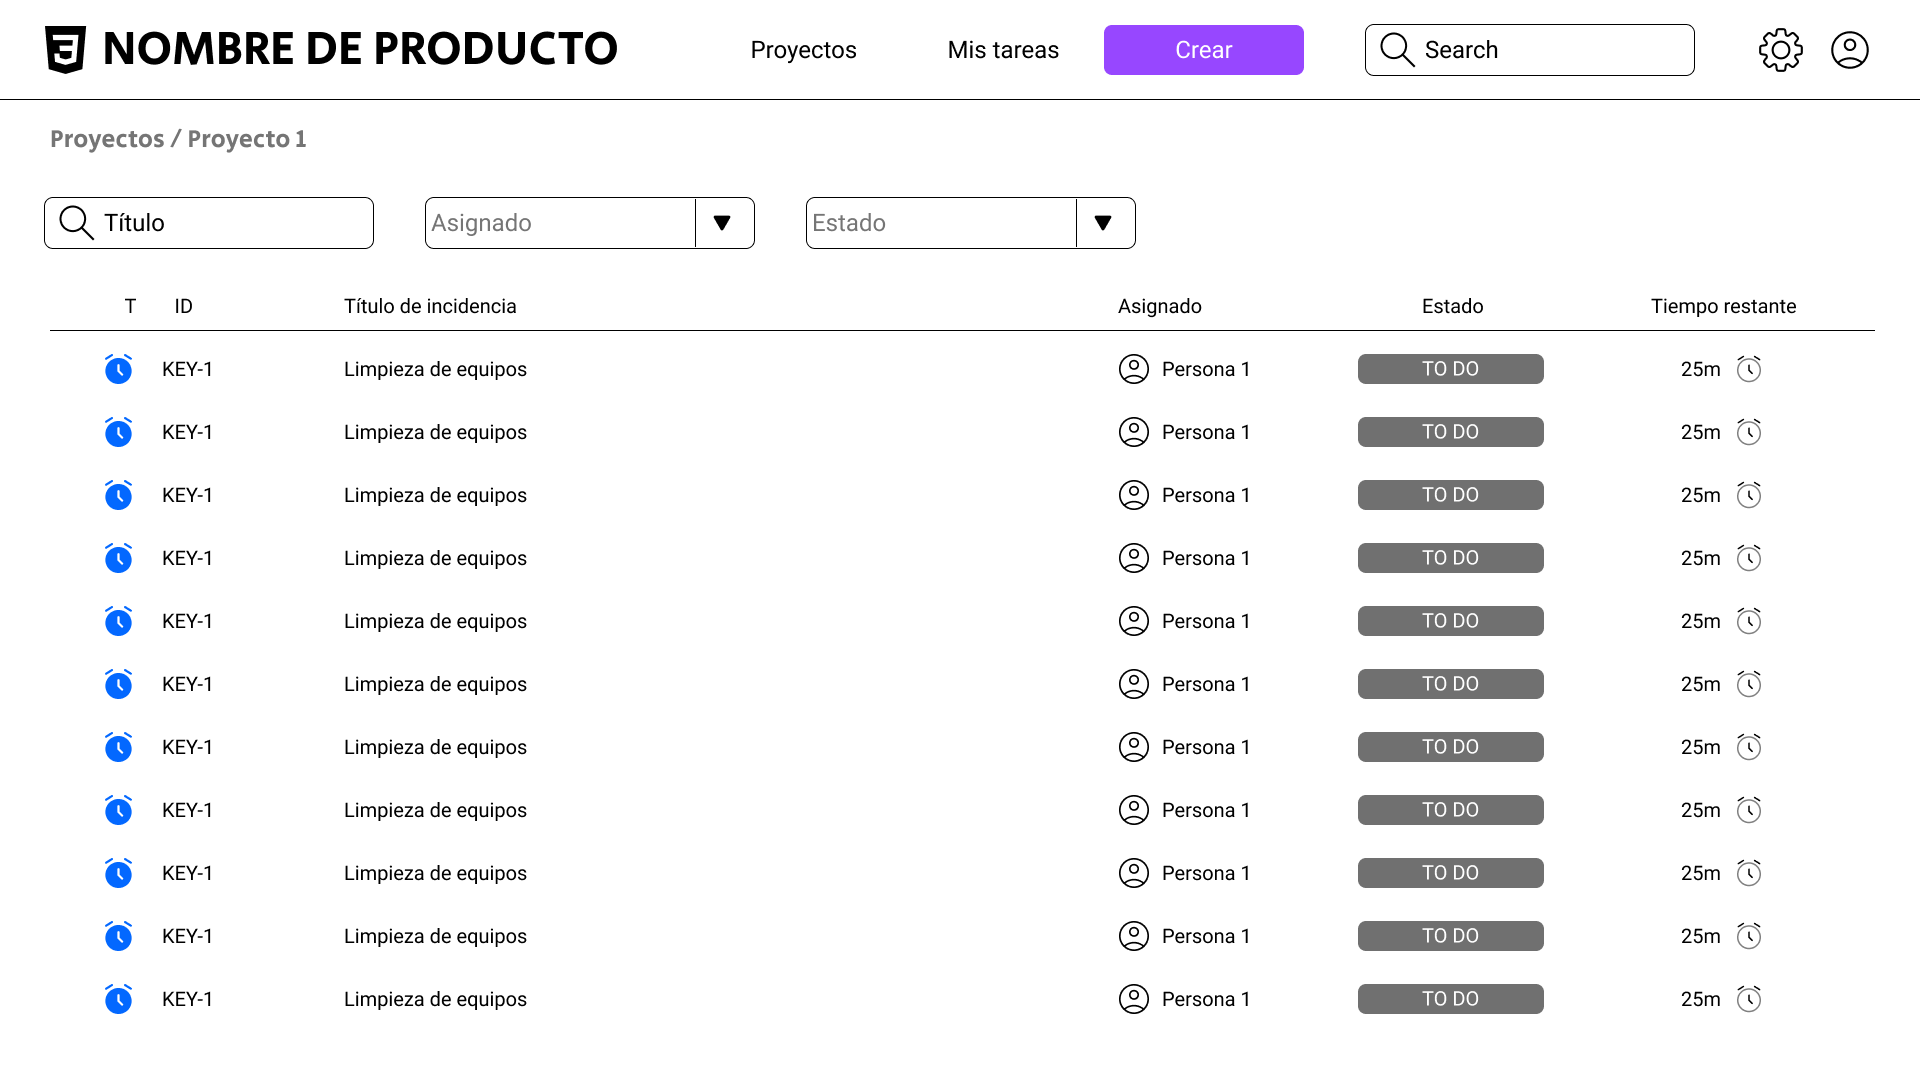 NOMBRE DE PRODUCTO Proyectos Mis tareas Crear Search
Proyectos / Proyecto 1
Título Asignado Estado
T ID Título de incidencia Asignado Estado Tiempo restante
KEY-1 Limpieza de equipos Persona 1 TO DO 25m
KEY-1 Limpieza de equipos Persona 1 TO DO 25m
KEY-1 Limpieza de equipos Persona 1 TO DO 25m
KEY-1 Limpieza de equipos Persona 1 TO DO 25m
KEY-1 Limpieza de equipos Persona 1 TO DO 25m
KEY-1 Limpieza de equipos Persona 1 TO DO 25m
KEY-1 Limpieza de equipos Persona 1 TO DO 25m
KEY-1 Limpieza de equipos Persona 1 TO DO 25m
KEY-1 Limpieza de equipos Persona 1 TO DO 25m
KEY-1 Limpieza de equipos Persona 1 TO DO 25m
KEY-1 Limpieza de equipos Persona 1 TO DO 25m